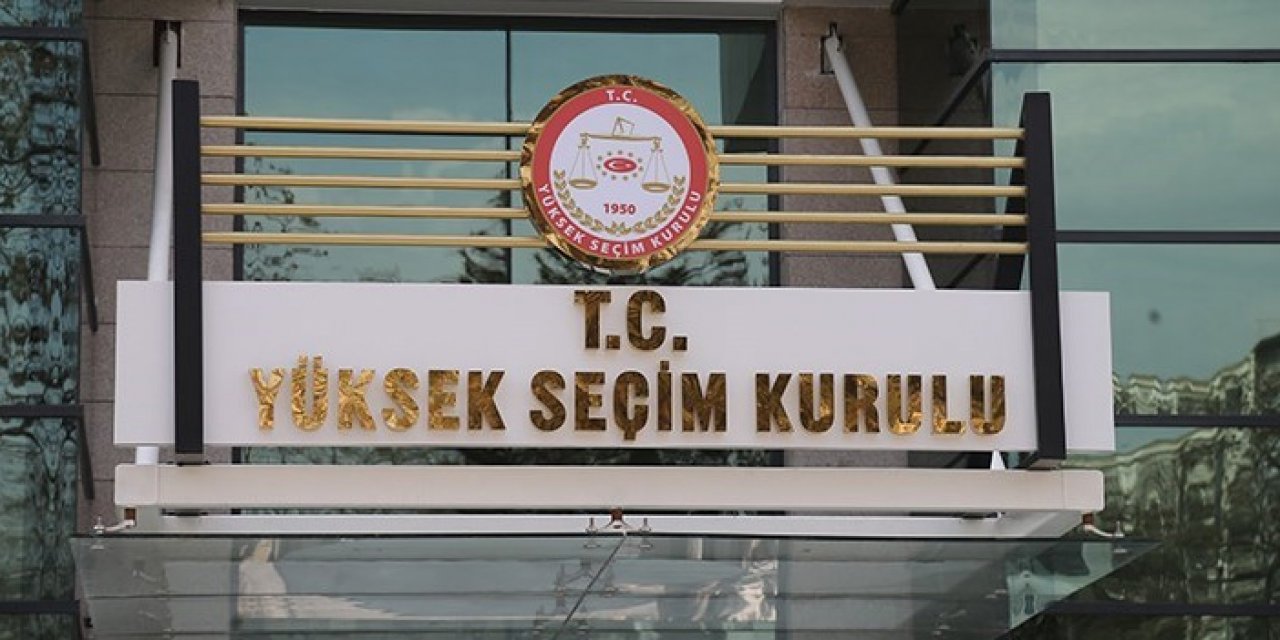 T.C.
1950
YÜKSEK SEÇİM KURULU
T.C.
YÜKSEK SEÇİM KURULU